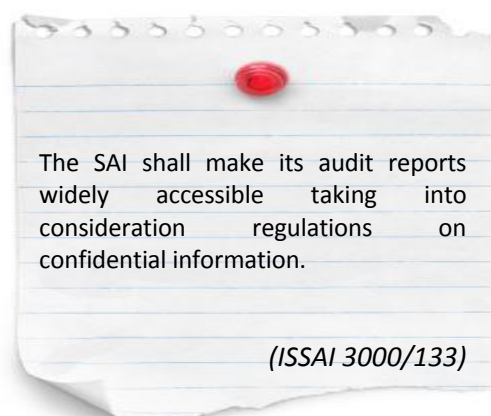 The SAI shall make its audit reports
widely accessible taking into
consideration regulations on
confidential information.
(ISSAI 3000/133)